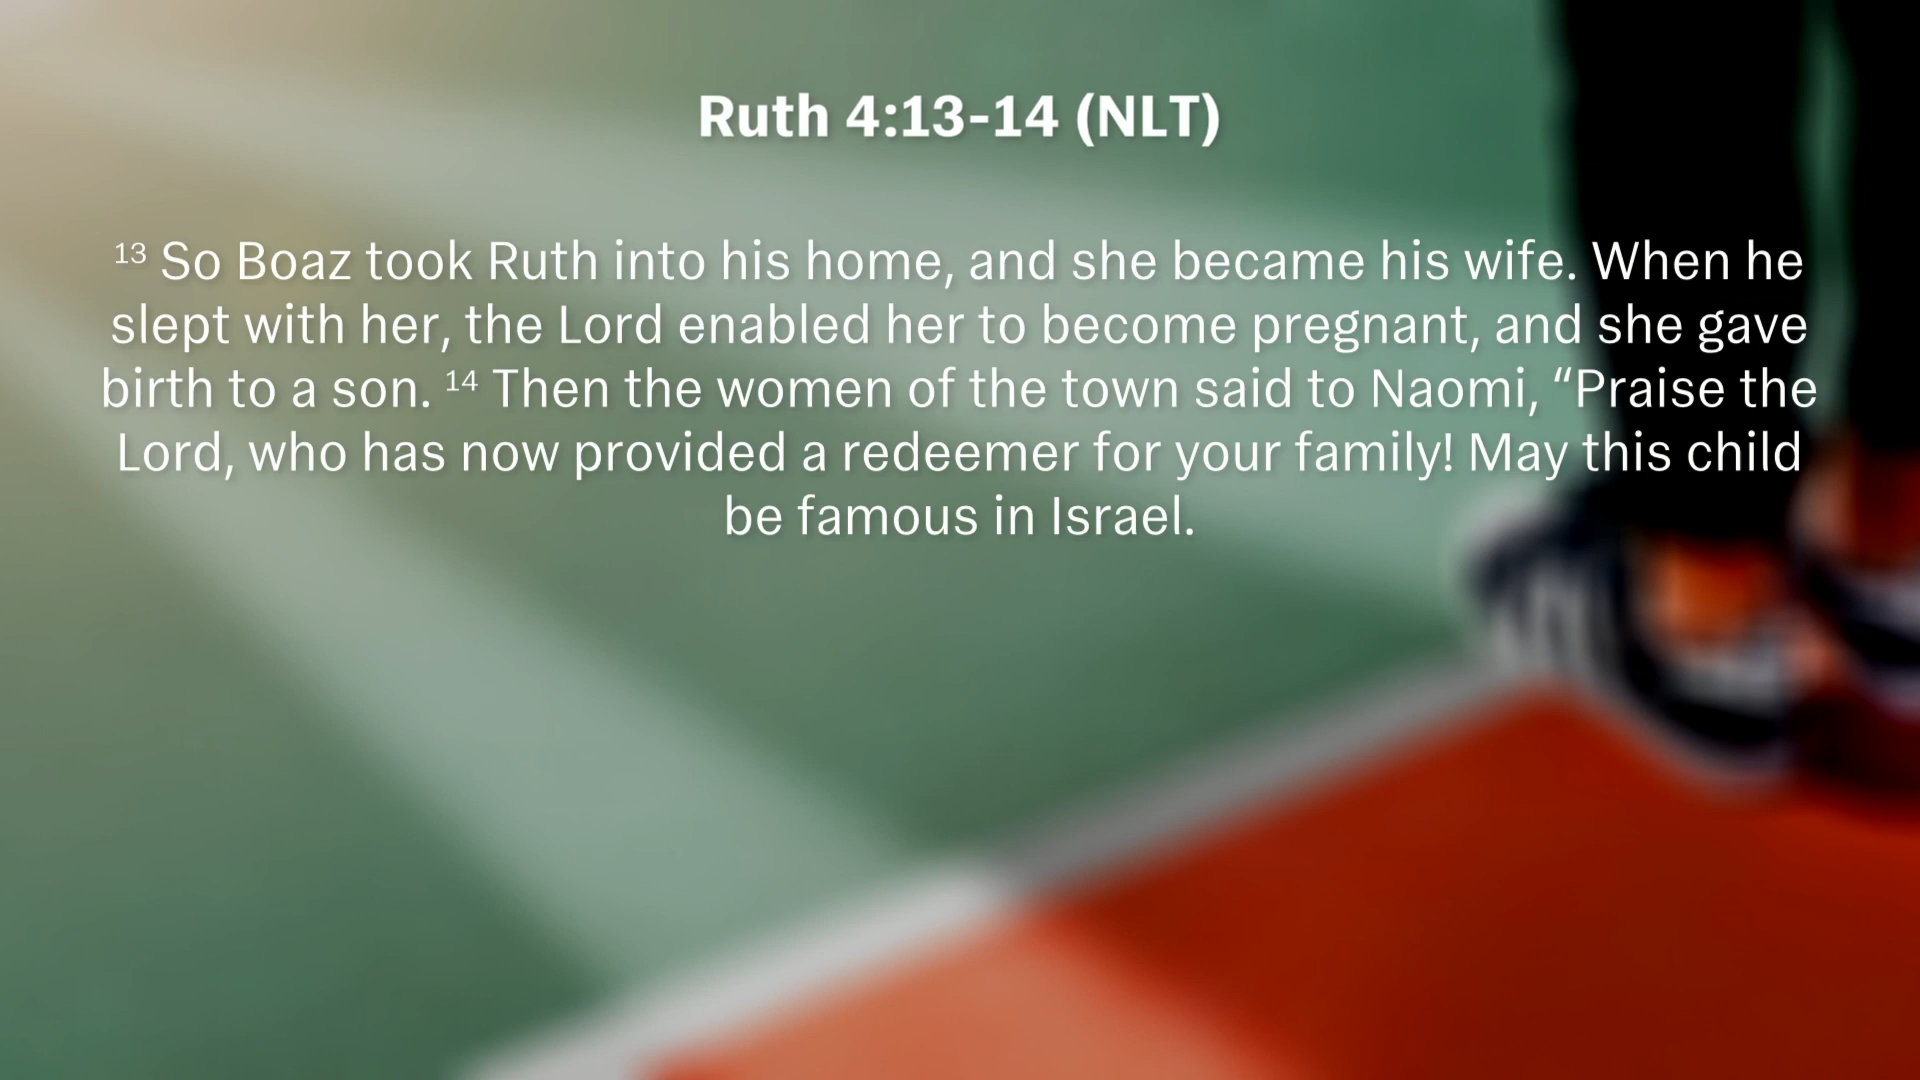 Ruth 4:13-14 (NLT)
13 So Boaz took Ruth into his home, and she became his wife. When he
slept with her, the Lord enabled her to become pregnant, and she gave
birth to a son. 14 Then the women of the town said to Naomi, “Praise the
Lord, who has now provided a redeemer for your family! May this child
be famous in Israel.